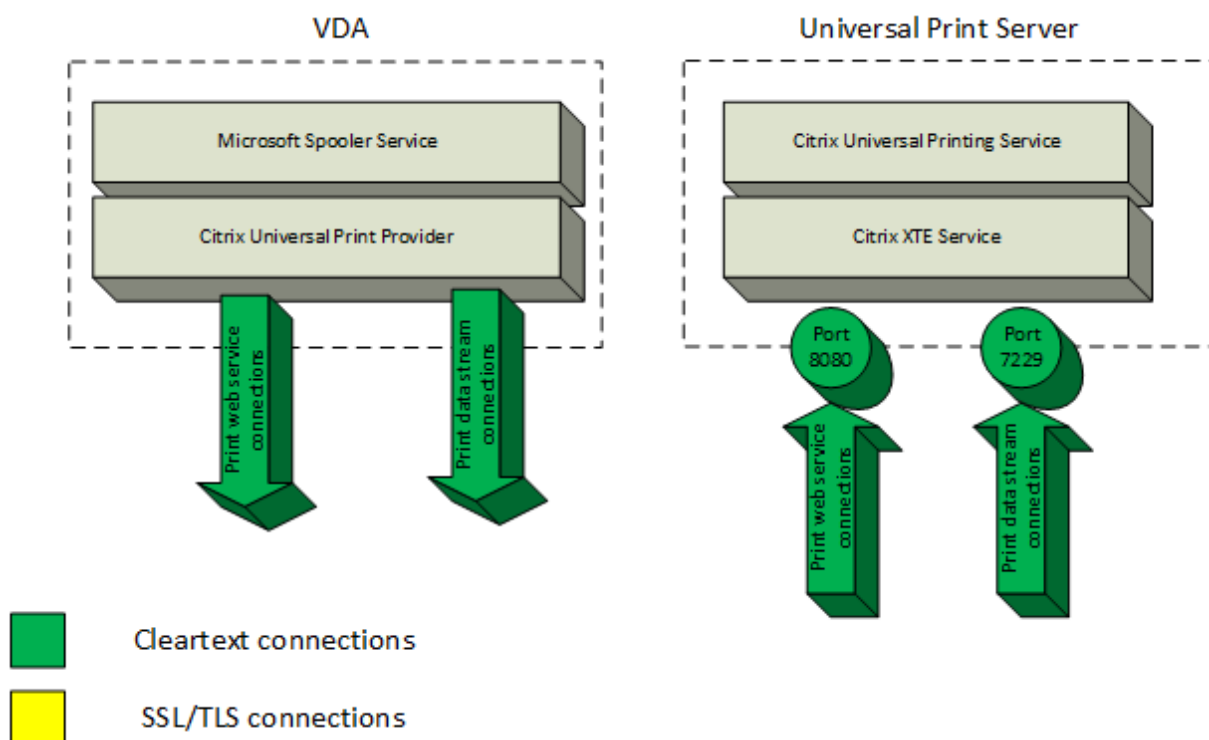 VDA
Universal Print Server
Microsoft Spooler Service
Citrix Universal Print Provider
Citrix Universal Printing Service
Citrix XTE Service
Print web service
connections
Print data stream
connections
Port
8080
Port
7229
Print web service
connections
Print data stream
connections
Cleartext connections
SSL/TLS connections